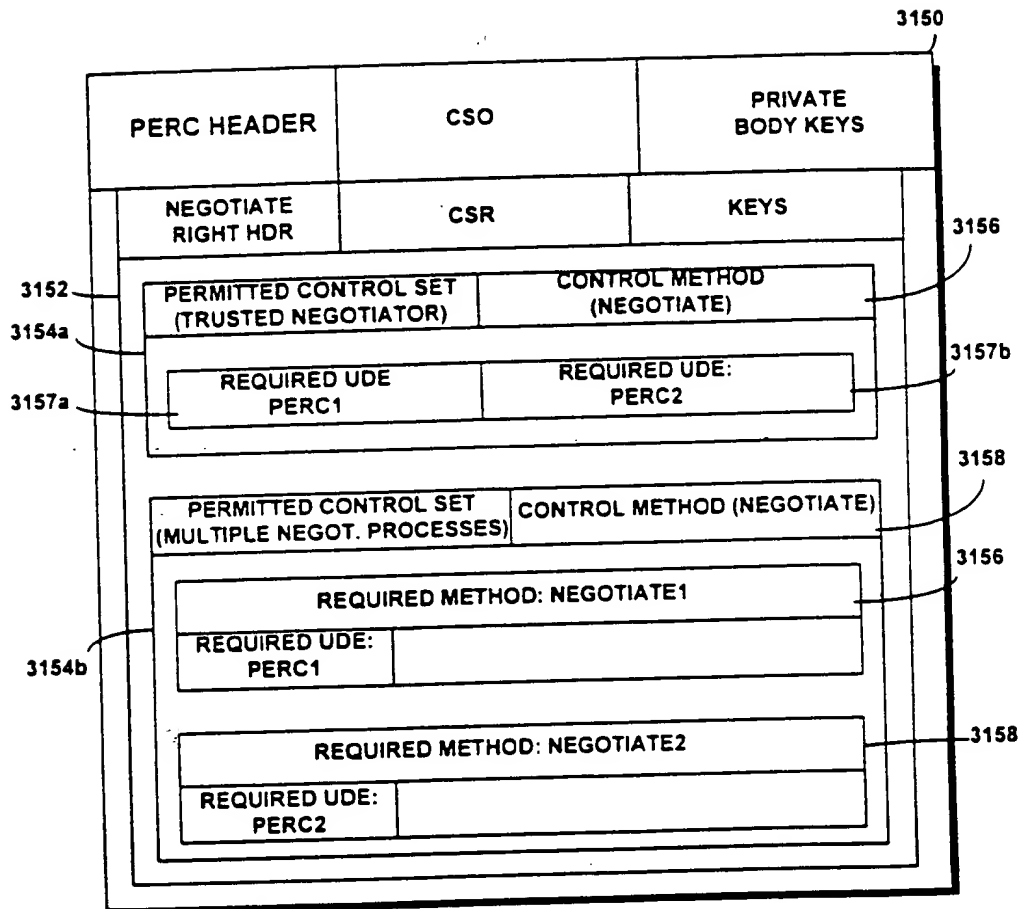 3150
PERC HEADER
CSO
PRIVATE
BODY KEYS
NEGOTIATE
RIGHT HDR
CSR
KEYS
3156
3152
PERMITTED CONTROL SET
(TRUSTED NEGOTIATOR)
CONTROL METHOD
(NEGOTIATE)
3154a
3157b
REQUIRED UDE
PERC1
REQUIRED UDE:
PERC2
3157a
3158
PERMITTED CONTROL SET
(MULTIPLE NEGOT. PROCESSES)
CONTROL METHOD (NEGOTIATE)
3156
REQUIRED METHOD: NEGOTIATE1
REQUIRED UDE:
PERC1
3154b
REQUIRED METHOD: NEGOTIATE2
3158
REQUIRED UDE:
PERC2